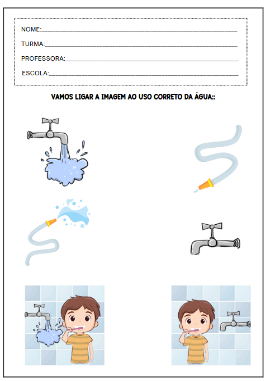 NOME:
TURMA:
PROFESSORA:
ESCOLA:
VAMOS LIGAR A IMAGEM AO USO CORRETO DA ÁGUA::